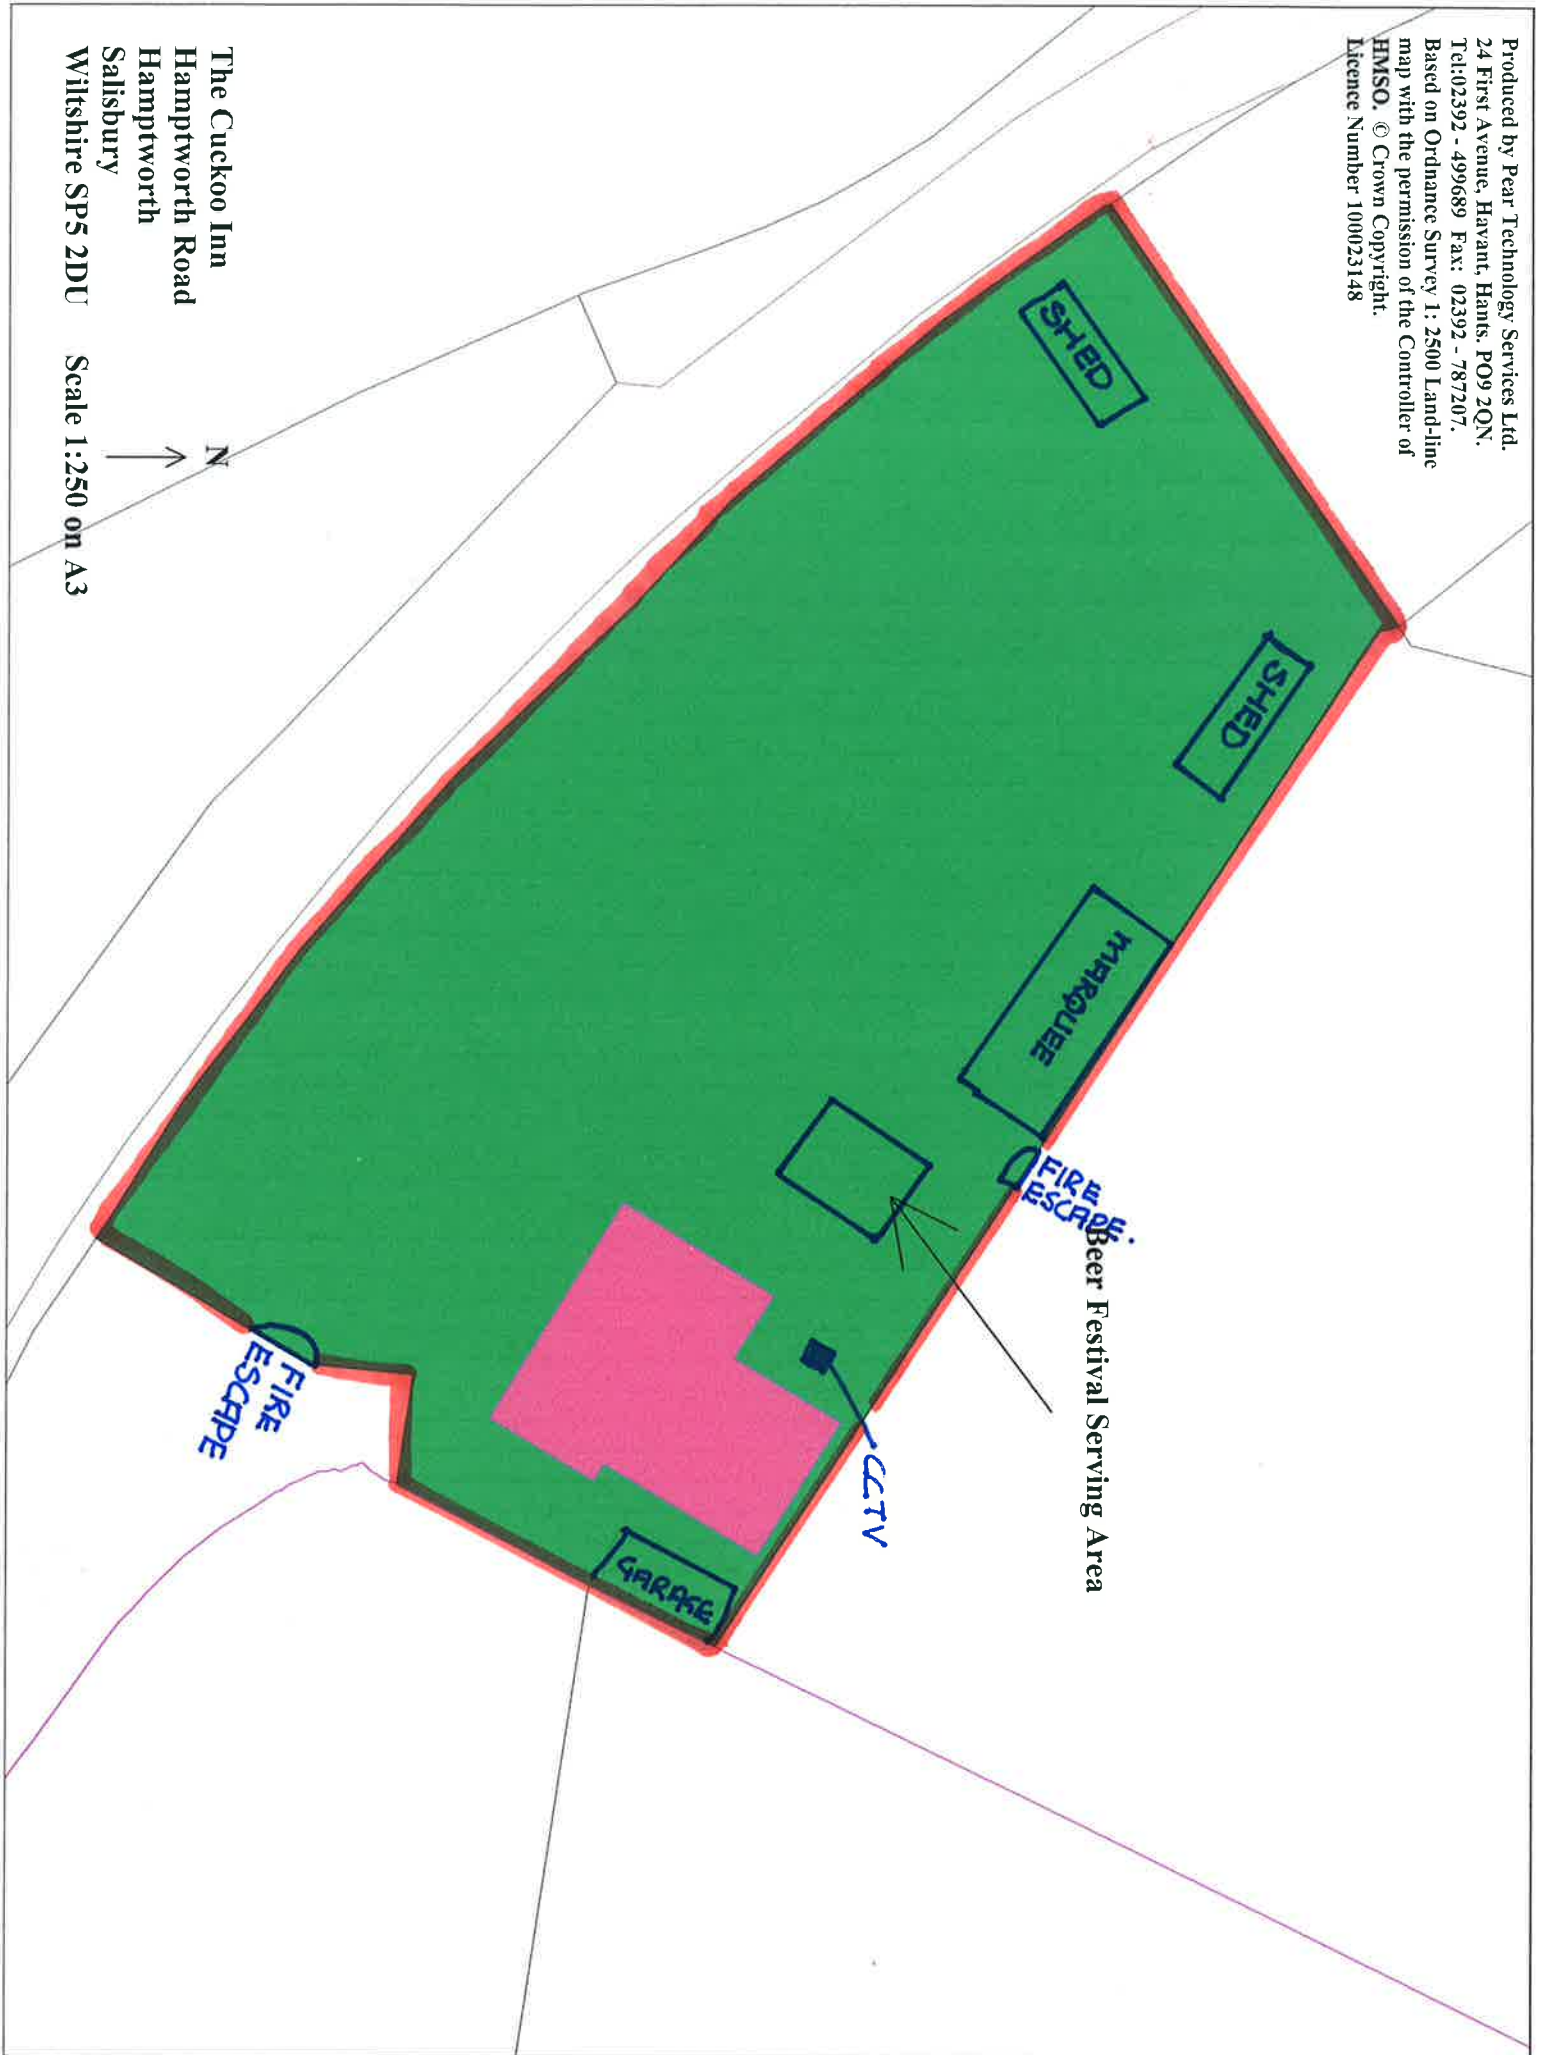 Produced by Pear Technology Services Ltd.
24 First Avenue, Havant, Hants. PO9 2QN.
Tel:02392 - 499689 Fax: 02392 - 787207.
Based on Ordnance Survey 1: 2500 Land-line
map with the permission of the Controller of
HMSO. © Crown Copyright.
Licence Number 100023148
SHED
SHED
MARQUEE
FIRE
ESCAPE.
Beer Festival Serving Area
CCTV
GARAGE
FIRE
ESCAPE
The Cuckoo Inn
Hamptworth Road
Hamptworth
Salisbury
Wiltshire SP5 2DU Scale 1:250 on A3
N